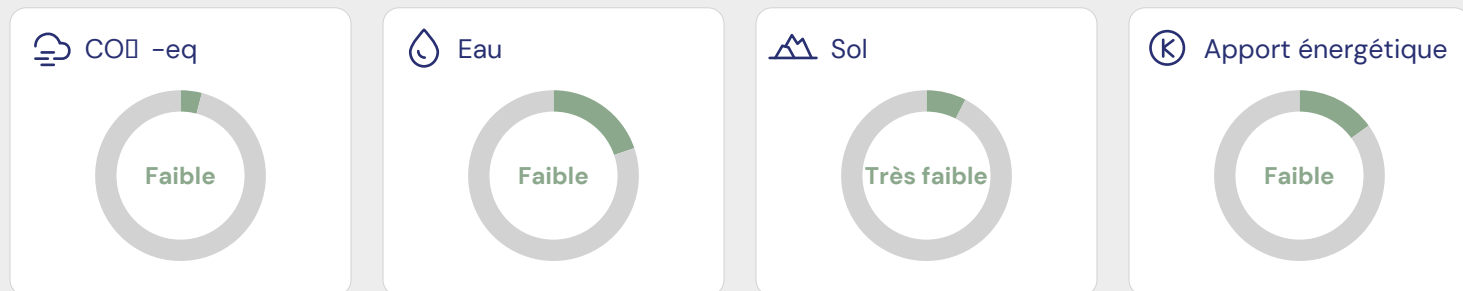 CO▯ -eq
Faible
Eau
Faible
Sol
Très faible
Apport énergétique
Faible